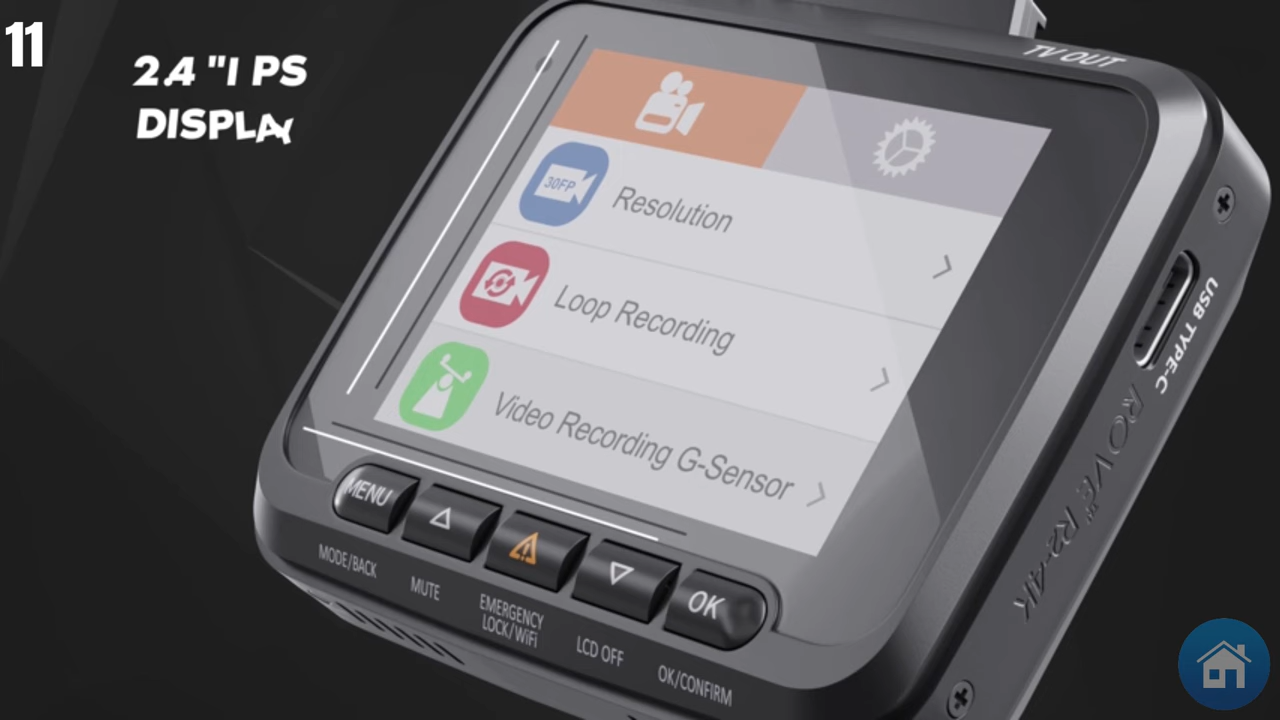 11
2.4 "I PS
DISPLAY
TV OUT
30FP
Resolution
Loop Recording
Video Recording G-Sensor
USB TYPE-C
ROVE R2-4K
MENU
OK
MODE/BACK
MUTE
EMERGENCY
LOCK/WiFi
LCD OFF
OK/CONFIRM